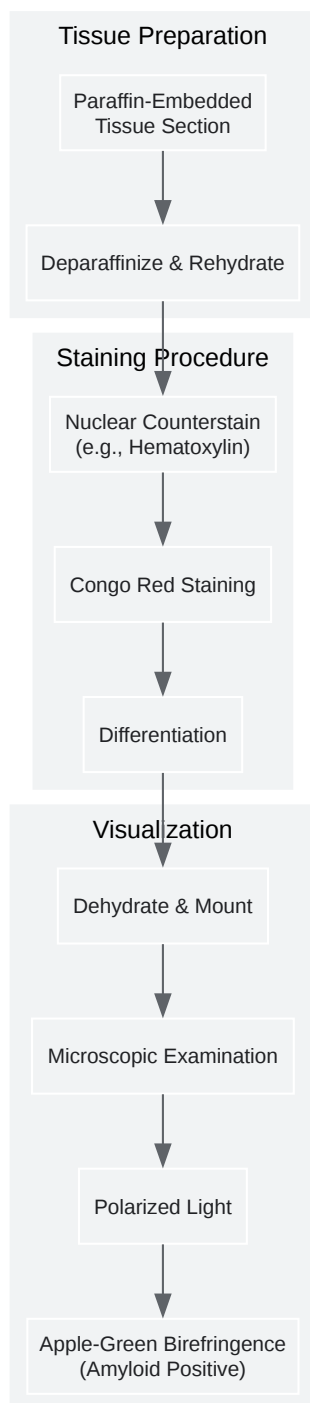 Tissue Preparation
Paraffin-Embedded
Tissue Section
Deparaffinize & Rehydrate
Staining Procedure
Nuclear Counterstain
(e.g., Hematoxylin)
Congo Red Staining
Differentiation
Visualization
Dehydrate & Mount
Microscopic Examination
Polarized Light
Apple-Green Birefringence
(Amyloid Positive)